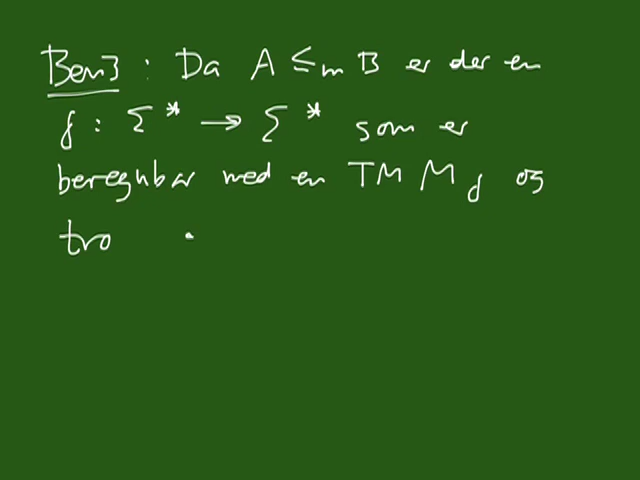 Bevis : Da A ≤m B er der en
f : Σ* → Σ* som er
beregnbar med en TM Mf og
tro